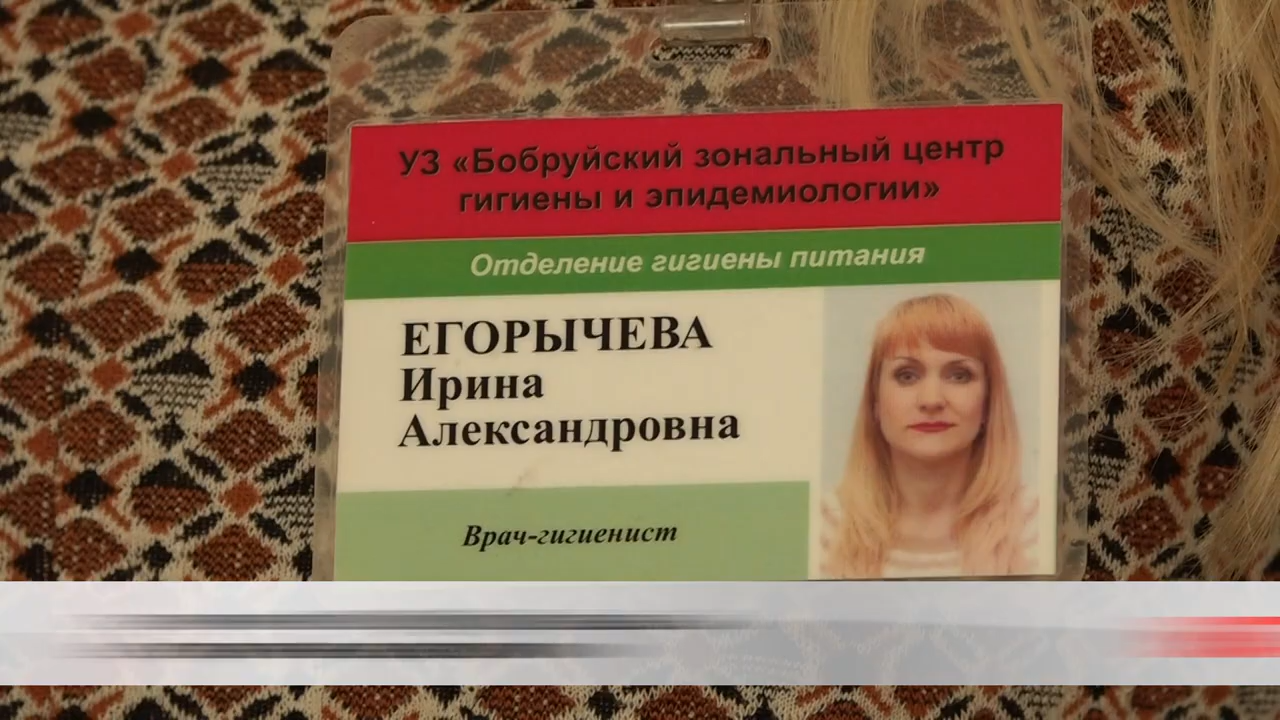 УЗ «Бобруйский зональный центр
гигиены и эпидемиологии»
Отделение гигиены питания
ЕГОРЫЧЕВА
Ирина
Александровна
Врач-гигиенист